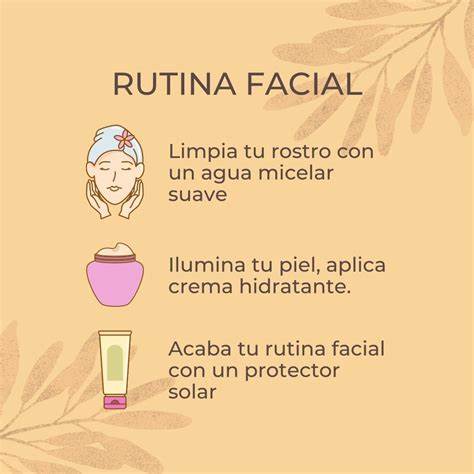 RUTINA FACIAL
Limpia tu rostro con
un agua micelar
suave
Ilumina tu piel, aplica
crema hidratante.
Acaba tu rutina facial
con un protector
solar